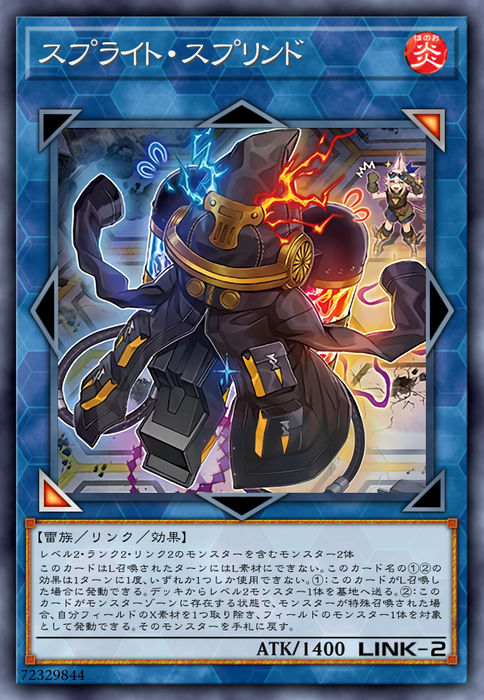 スプライト・スプリンド
ほのお
炎
【雷族／リンク／効果】
レベル2・ランク2・リンク2のモンスターを含むモンスター2体
このカードはL召喚されたターンにはL素材にできない。このカード名の①②の
効果は1ターンに1度、いずれか1つしか使用できない。①：このカードがL召喚し
た場合に発動できる。デッキからレベル2モンスター1体を墓地へ送る。②：この
カードがモンスターゾーンに存在する状態で、モンスターが特殊召喚された場
合、自分フィールドのX素材を1つ取り除き、フィールドのモンスター1体を対象
として発動できる。そのモンスターを手札に戻す。
ATK/1400 LINK-2
72329844